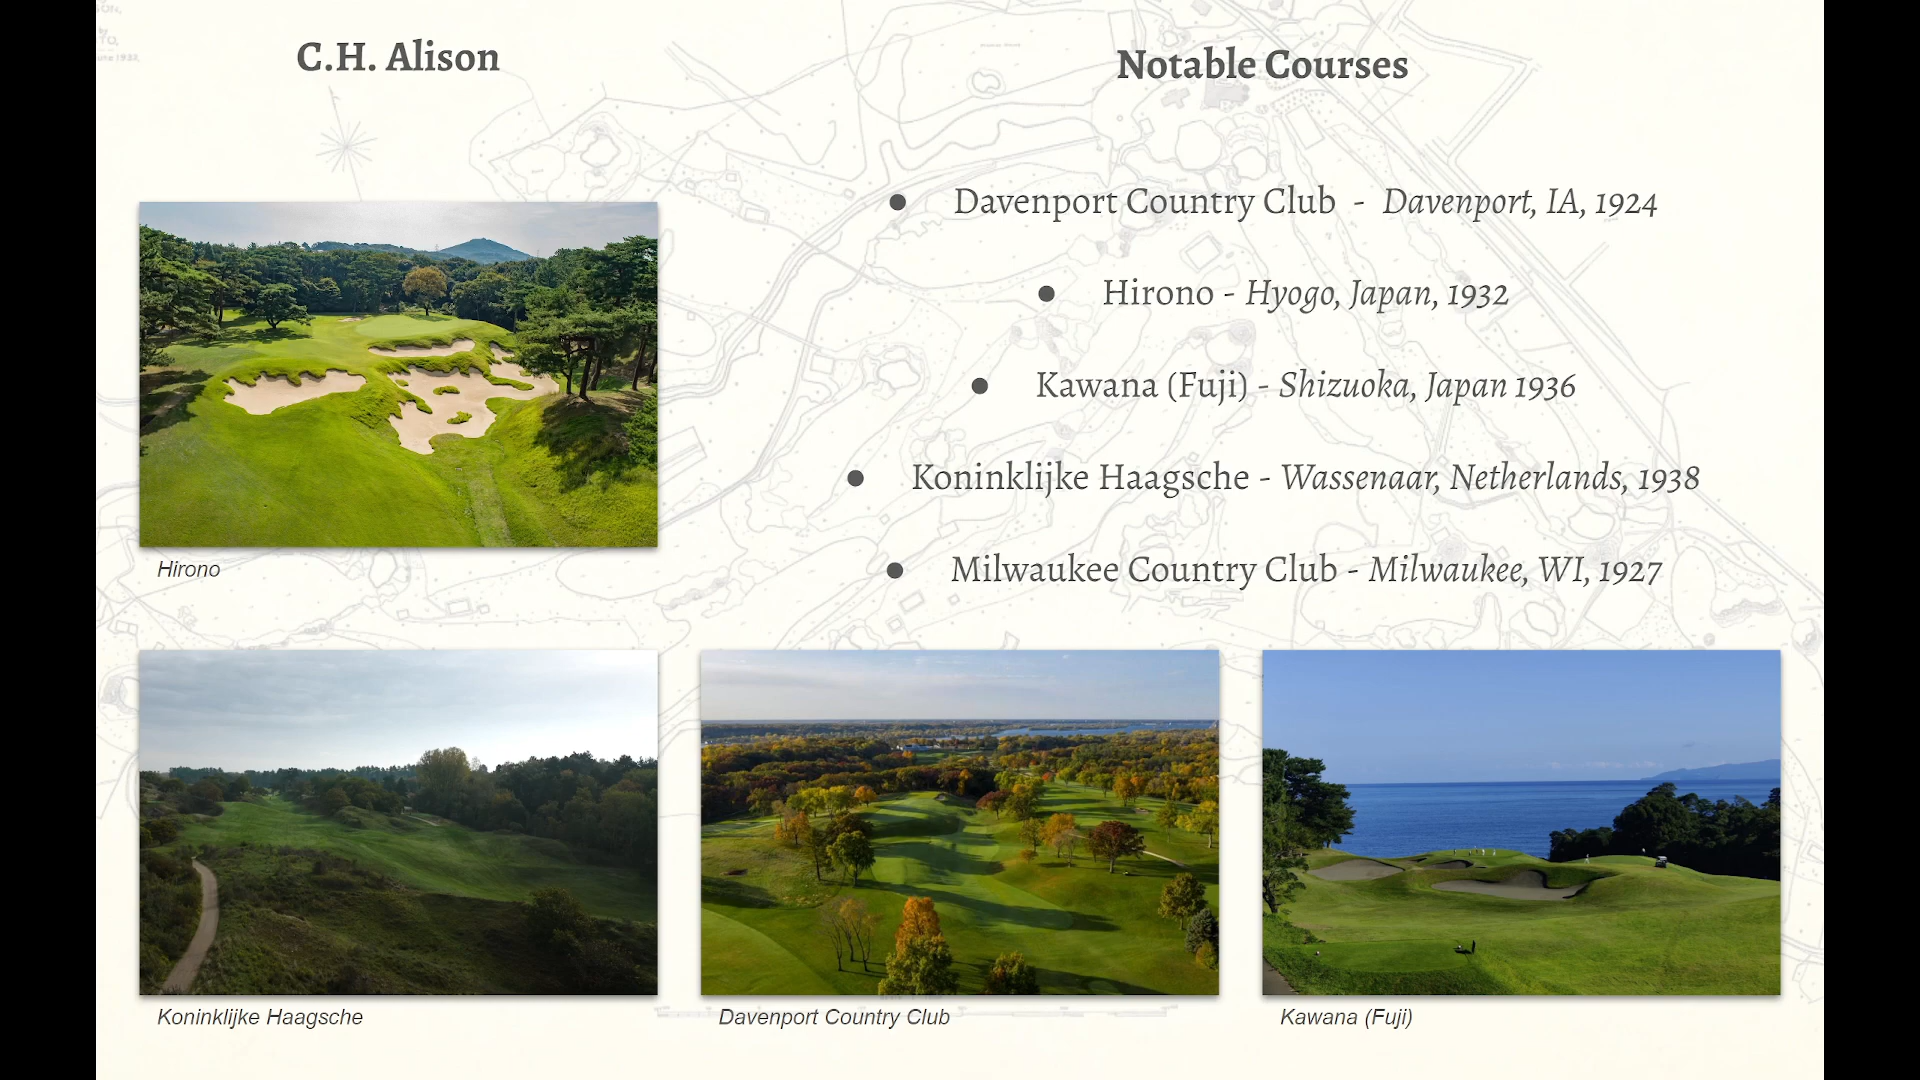 C.H. Alison
Notable Courses
● Davenport Country Club - Davenport, IA, 1924
● Hirono - Hyogo, Japan, 1932
● Kawana (Fuji) - Shizuoka, Japan 1936
● Koninklijke Haagsche - Wassenaar, Netherlands, 1938
● Milwaukee Country Club - Milwaukee, WI, 1927
Hirono
Koninklijke Haagsche
Davenport Country Club
Kawana (Fuji)